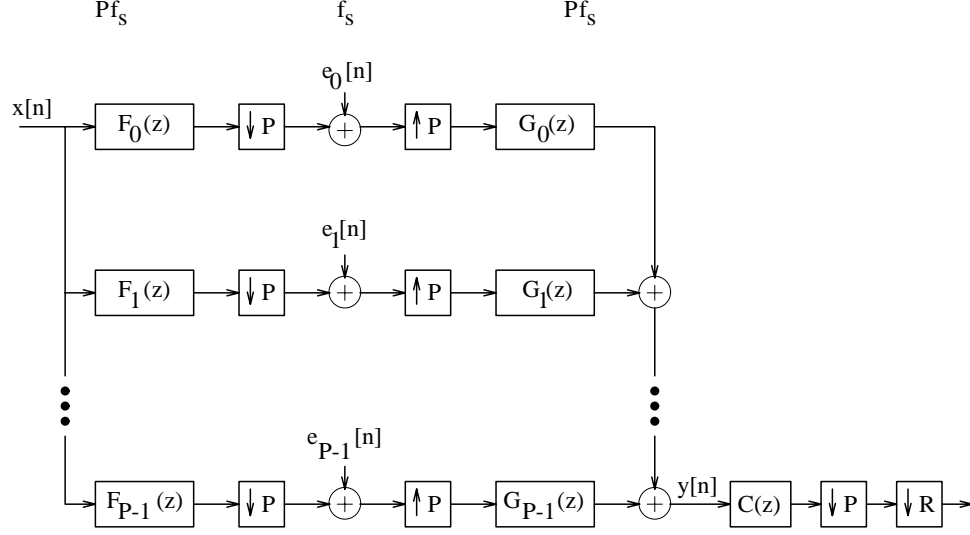 Pf_s f_s Pf_s
e_0[n]
x[n] F_0(z) ↓ P + ↑ P G_0(z)
e_1[n]
F_1(z) ↓ P + ↑ P G_1(z) +
e_{P-1}[n]
F_{P-1}(z) ↓ P + ↑ P G_{P-1}(z) + y[n] C(z) ↓ P ↓ R